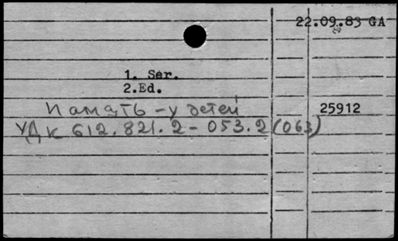 22.09.83 GA
1. Ser.
2.Ed.
Память - у детей 25912
УДК 612.821.2-053.2(063)